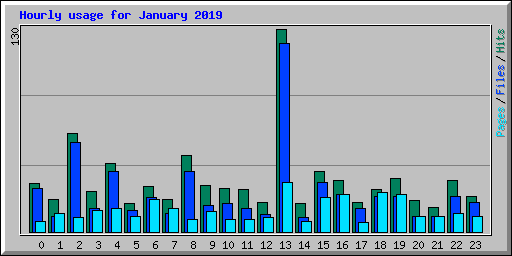 Hourly usage for January 2019
130
Pages/Files/Hits
0 1 2 3 4 5 6 7 8 9 10 11 12 13 14 15 16 17 18 19 20 21 22 23